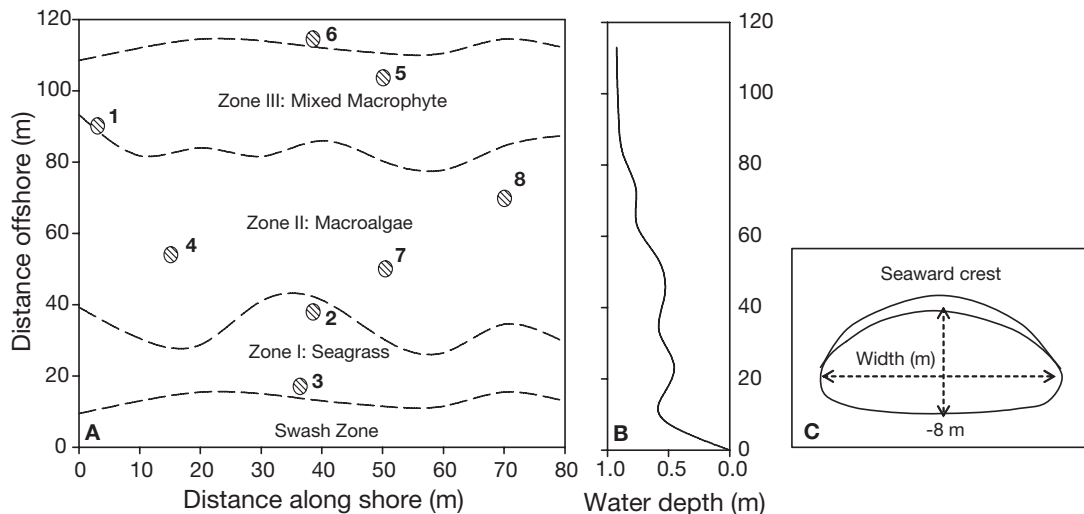 120
100
80
60
40
20
0
Distance offshore (m)
6
5
Zone III: Mixed Macrophyte
1
8
Zone II: Macroalgae
4
7
2
Zone I: Seagrass
3
A
Swash Zone
0 10 20 30 40 50 60 70 80
Distance along shore (m)
120
100
80
60
40
20
0
B
1.0 0.5 0.0
Water depth (m)
Seaward crest
Width (m)
C
-8 m